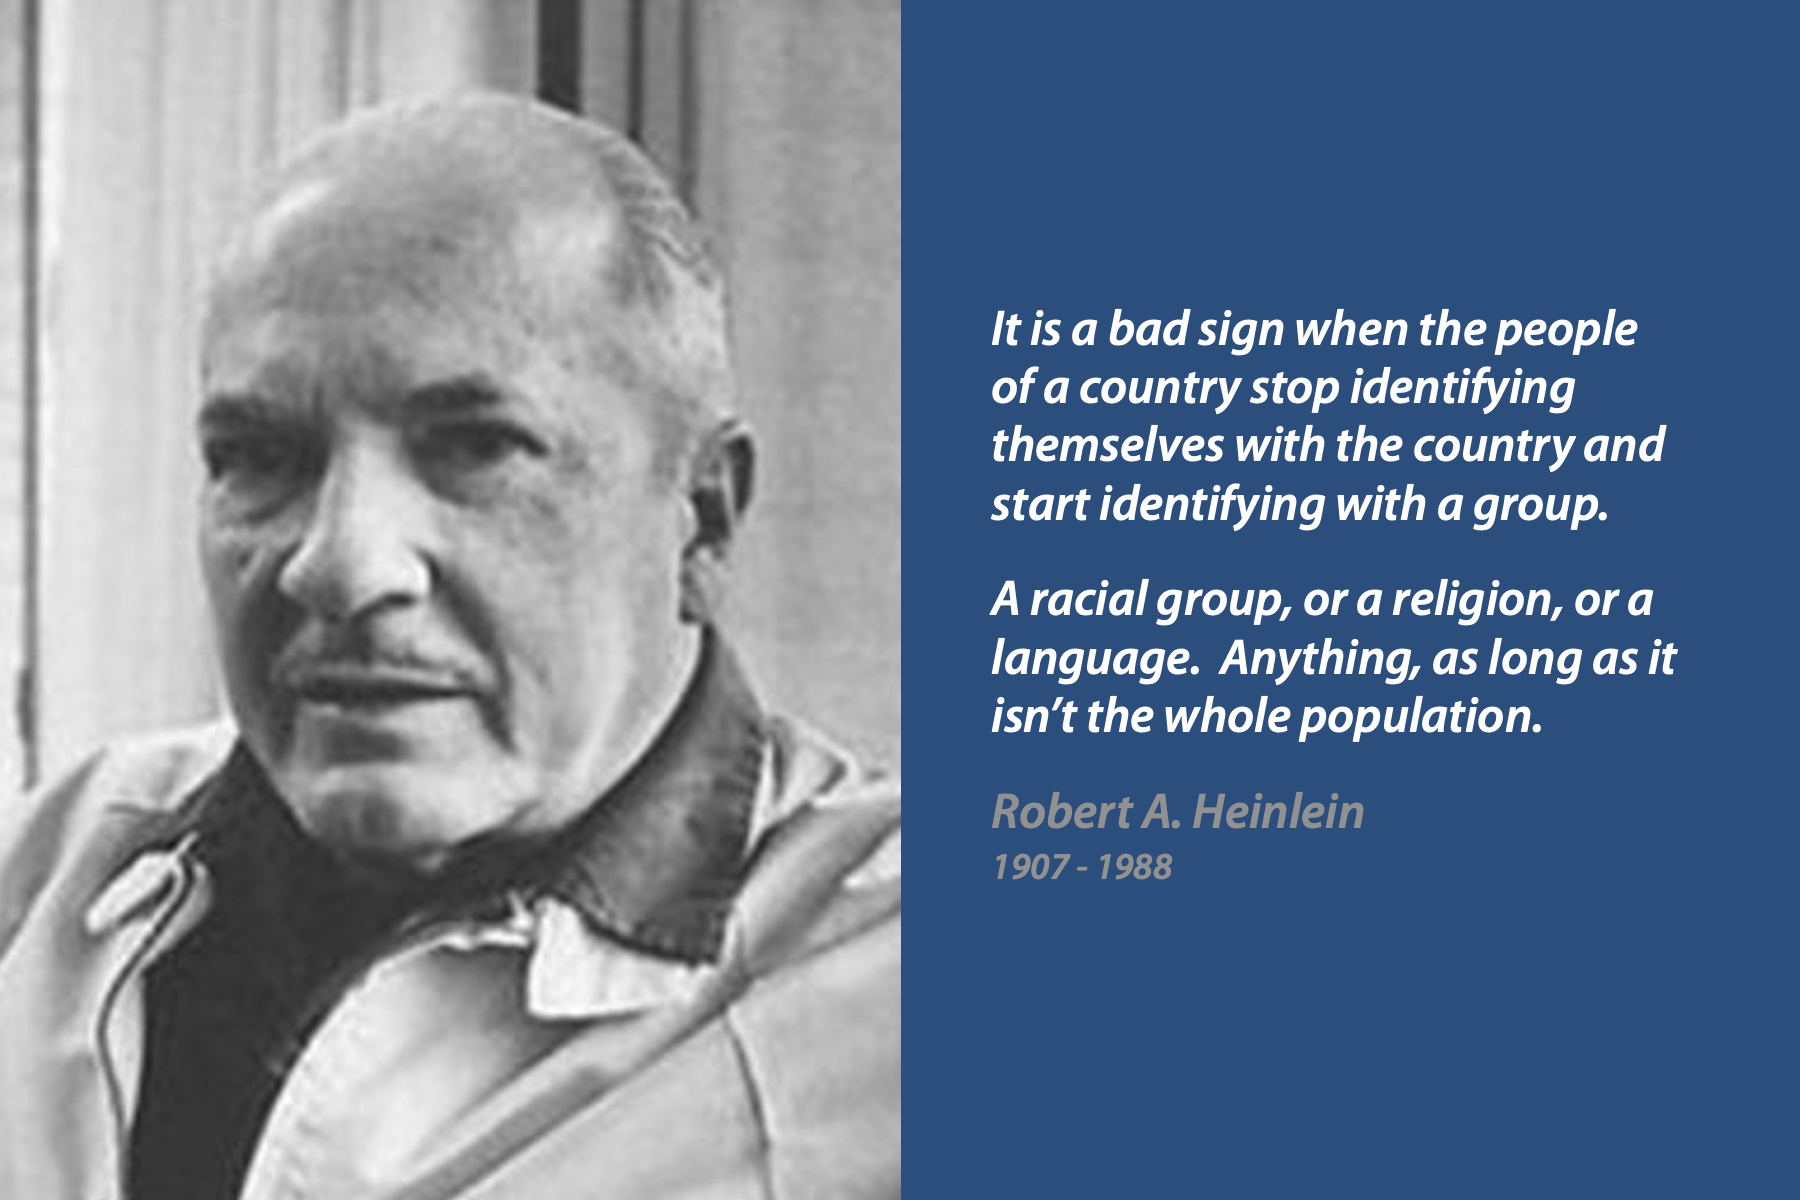 It is a bad sign when the people
of a country stop identifying
themselves with the country and
start identifying with a group.
A racial group, or a religion, or a
language.  Anything, as long as it
isn’t the whole population.
Robert A. Heinlein
1907 - 1988